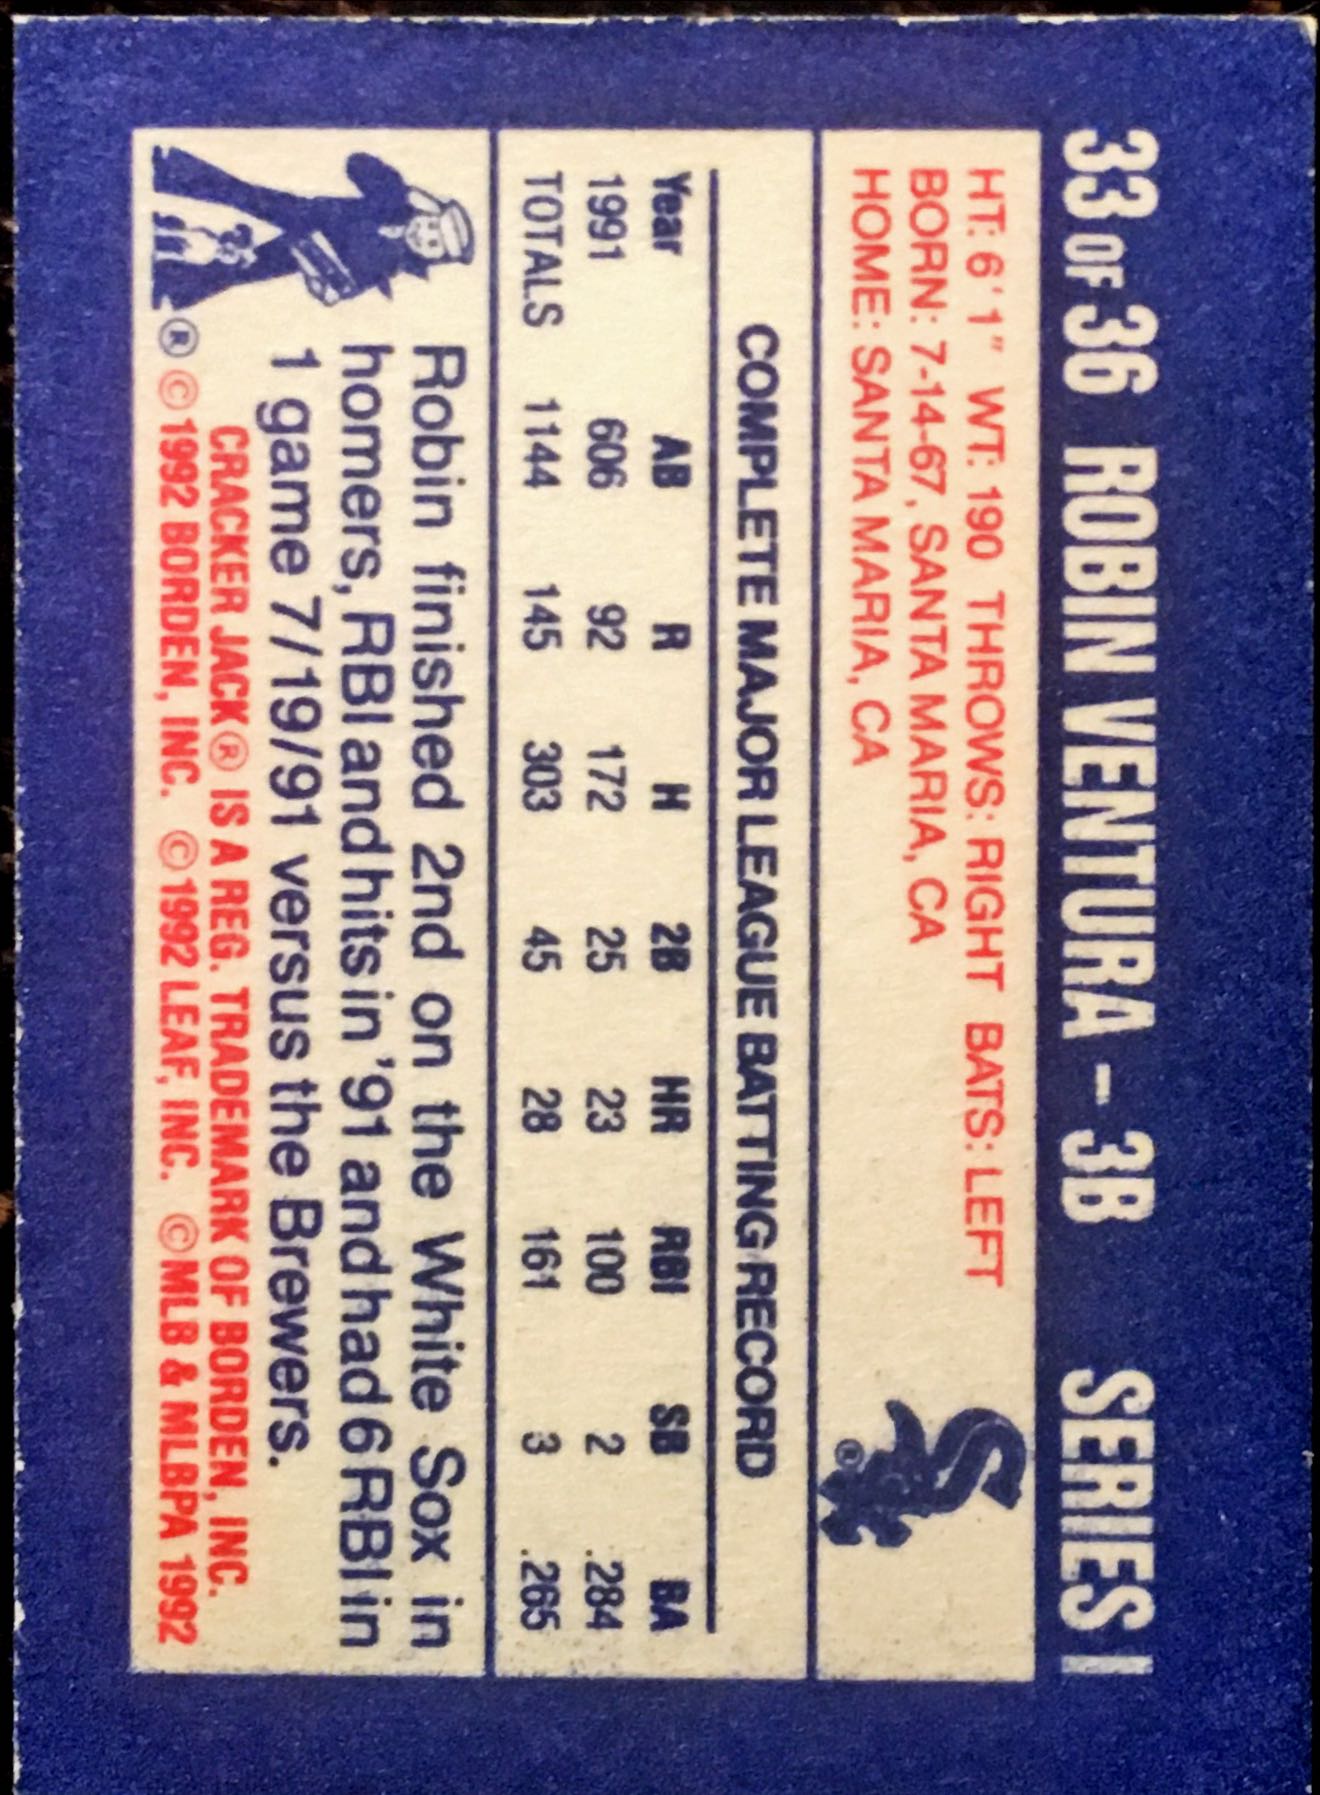 33 OF 36 ROBIN VENTURA - 3B SERIES I
HT: 6'1" WT: 190 THROWS: RIGHT BATS: LEFT
BORN: 7-14-67, SANTA MARIA, CA
HOME: SANTA MARIA, CA
®
COMPLETE MAJOR LEAGUE BATTING RECORD
Year AB R H 2B HR RBI SB BA
1991 606 92 172 25 23 100 2 .284
TOTALS 1144 145 303 45 28 161 3 .265
Robin finished 2nd on the White Sox in
homers, RBI and hits in '91 and had 6 RBI in
1 game 7/19/91 versus the Brewers.
CRACKER JACK® IS A REG. TRADEMARK OF BORDEN, INC.
® ©1992 BORDEN, INC. ©1992 LEAF, INC. ©MLB & MLBPA 1992